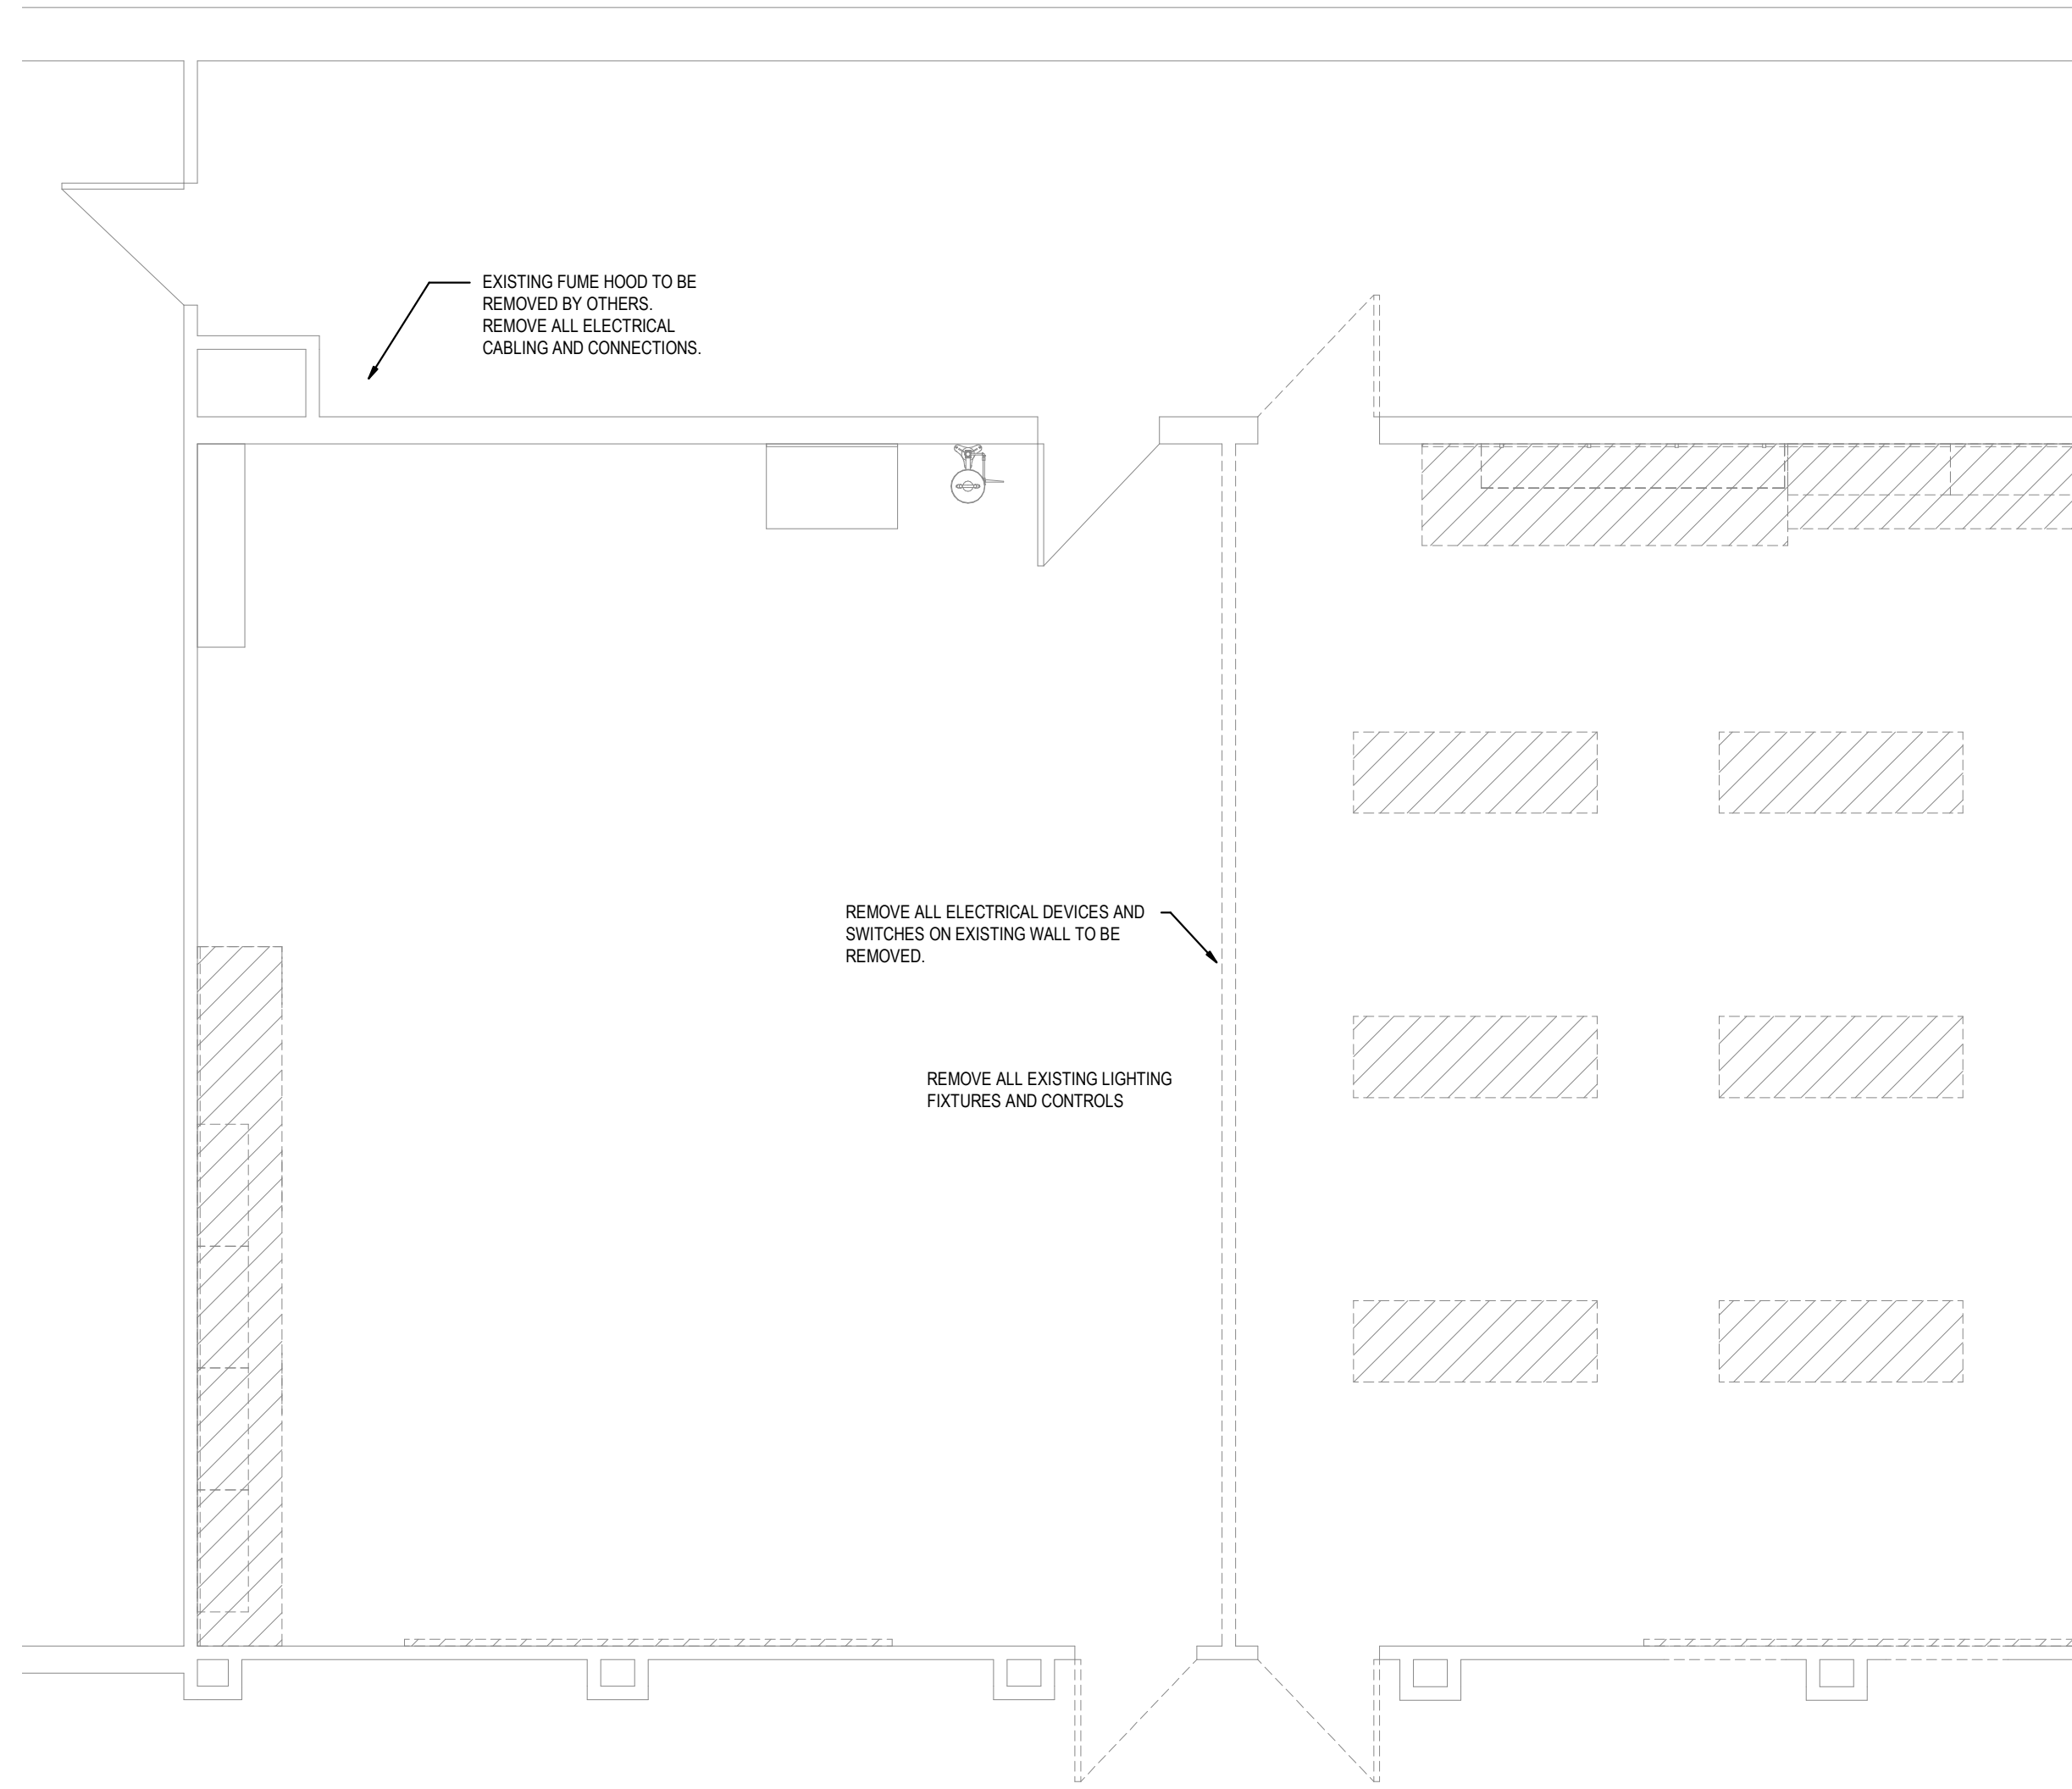 EXISTING FUME HOOD TO BE
REMOVED BY OTHERS.
REMOVE ALL ELECTRICAL
CABLING AND CONNECTIONS.
REMOVE ALL ELECTRICAL DEVICES AND
SWITCHES ON EXISTING WALL TO BE
REMOVED.
REMOVE ALL EXISTING LIGHTING
FIXTURES AND CONTROLS